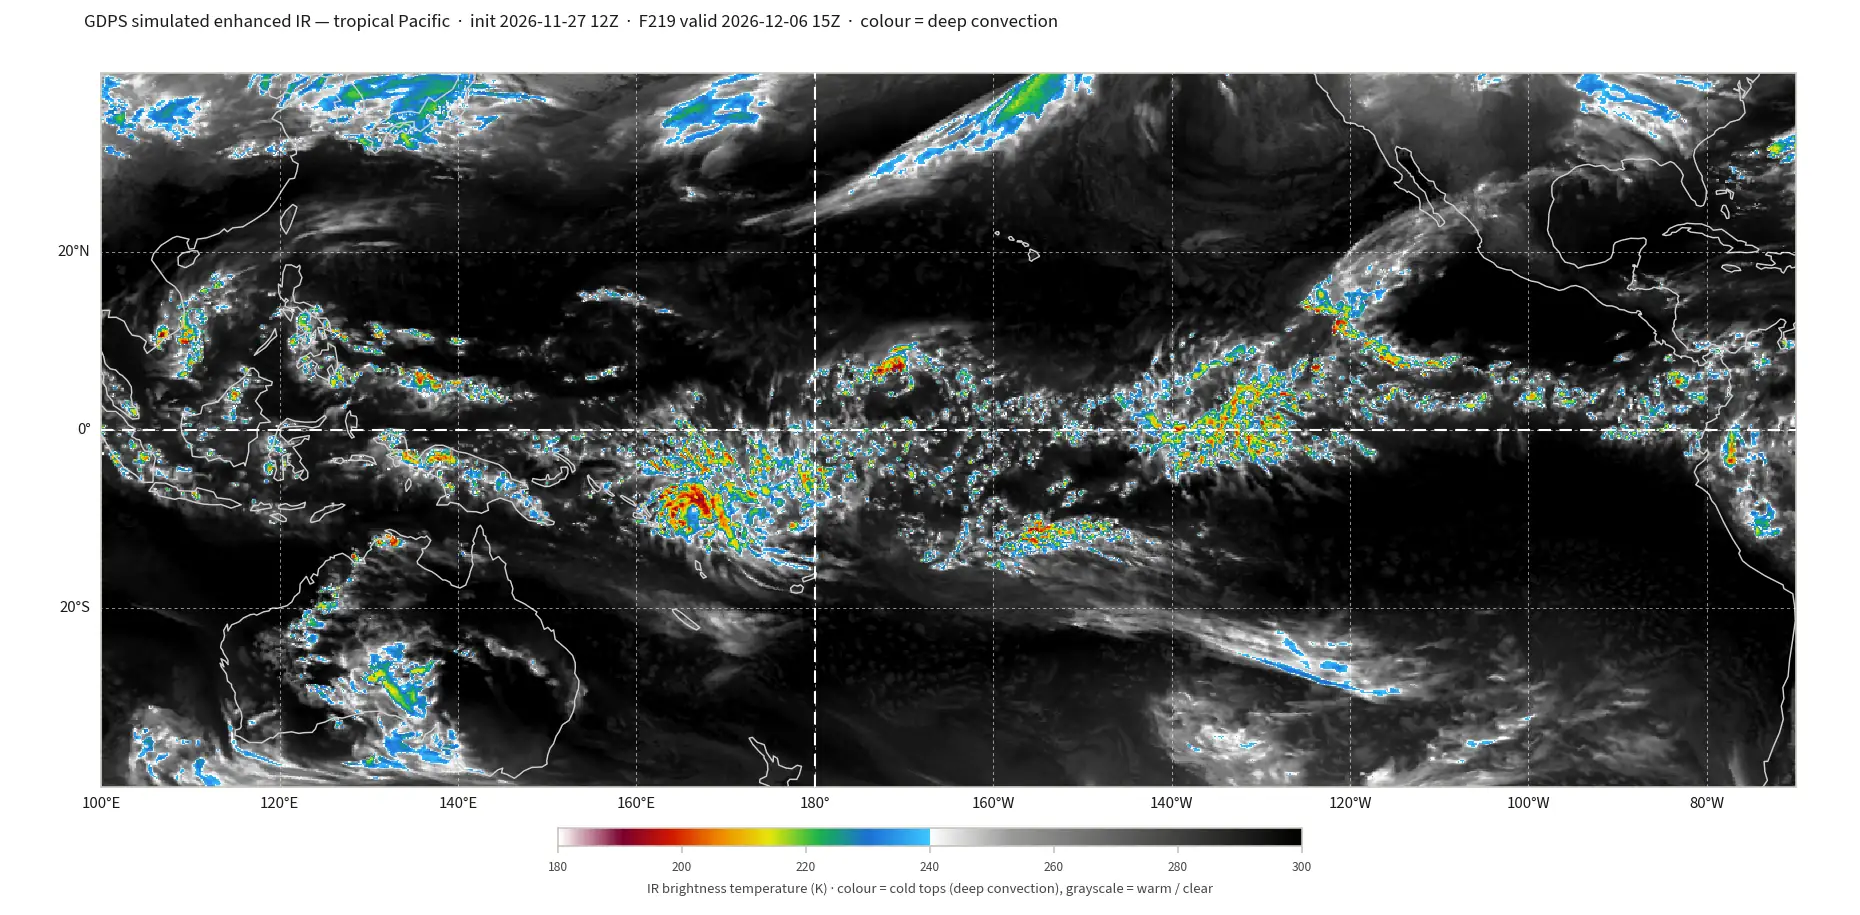 GDPS simulated enhanced IR — tropical Pacific · init 2026-11-27 12Z · F219 valid 2026-12-06 15Z · colour = deep convection
20°N
0°
20°S
100°E 120°E 140°E 160°E 180° 160°W 140°W 120°W 100°W 80°W
180 200 220 240 260 280 300
IR brightness temperature (K) · colour = cold tops (deep convection), grayscale = warm / clear